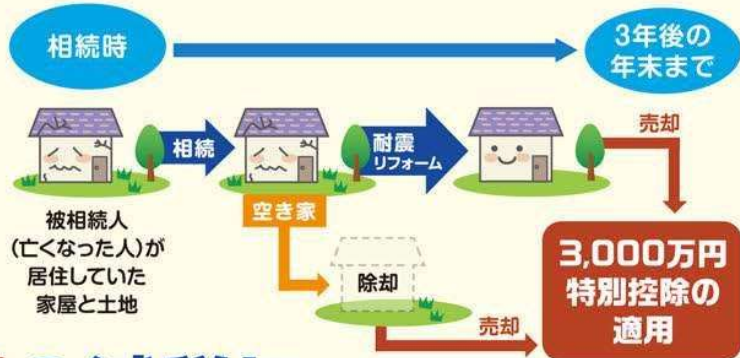 相続時
3年後の
年末まで
相続
耐震
リフォーム
売却
被相続人
(亡くなった人)が
居住していた
家屋と土地
空き家
除却
売却
3,000万円
特別控除の
適用